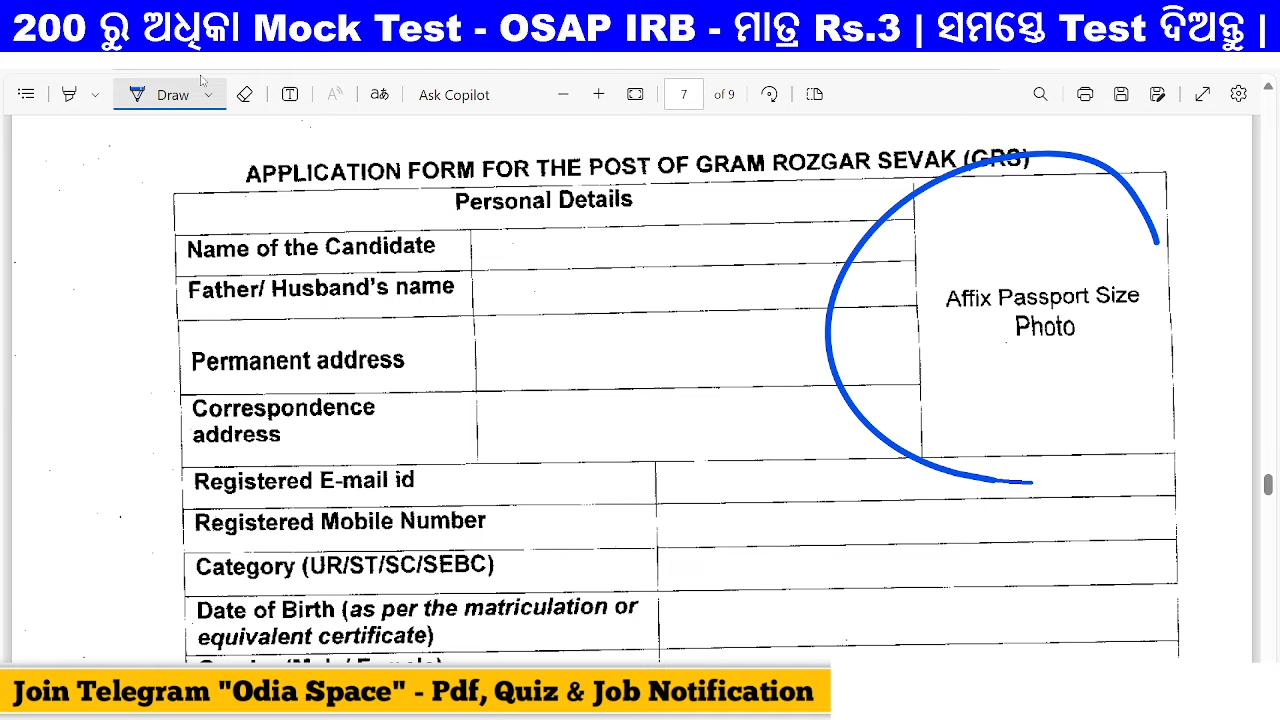 200 ରୁ ଅଧିକା Mock Test - OSAP IRB - ମାତ୍ର Rs.3 | ସମସ୍ତେ Test ଦିଅନ୍ତୁ |
Draw Ask Copilot 7 of 9
APPLICATION FORM FOR THE POST OF GRAM ROZGAR SEVAK (GRS)
Personal Details
Name of the Candidate
Father/ Husband's name
Affix Passport Size
Photo
Permanent address
Correspondence
address
Registered E-mail id
Registered Mobile Number
Category (UR/ST/SC/SEBC)
Date of Birth (as per the matriculation or
equivalent certificate)
Join Telegram "Odia Space" - Pdf, Quiz & Job Notification